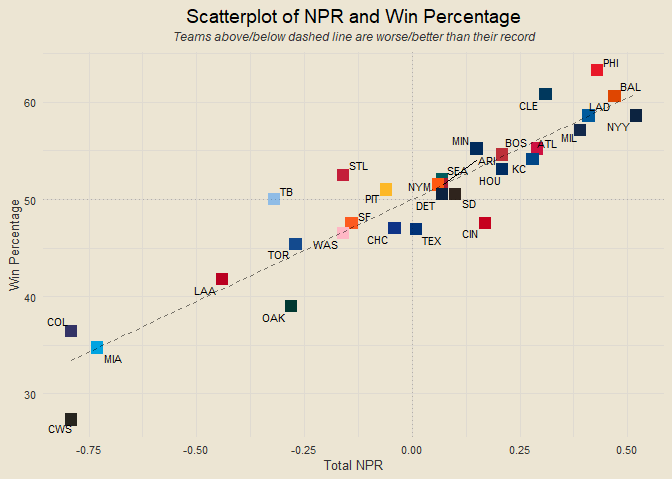 Scatterplot of NPR and Win Percentage
Teams above/below dashed line are worse/better than their record
PHI
BAL
CLE
LAD
60
MIL
NYY
MIN
BOS
ATL
ARI
STL
SEA
KC
HOU
TB
NYM
PIT
50
DET
SD
SF
CIN
WAS
CHC
TEX
TOR
LAA
40
OAK
COL
MIA
30
CWS
-0.75
-0.50
-0.25
0.00
0.25
0.50
Total NPR
Win Percentage